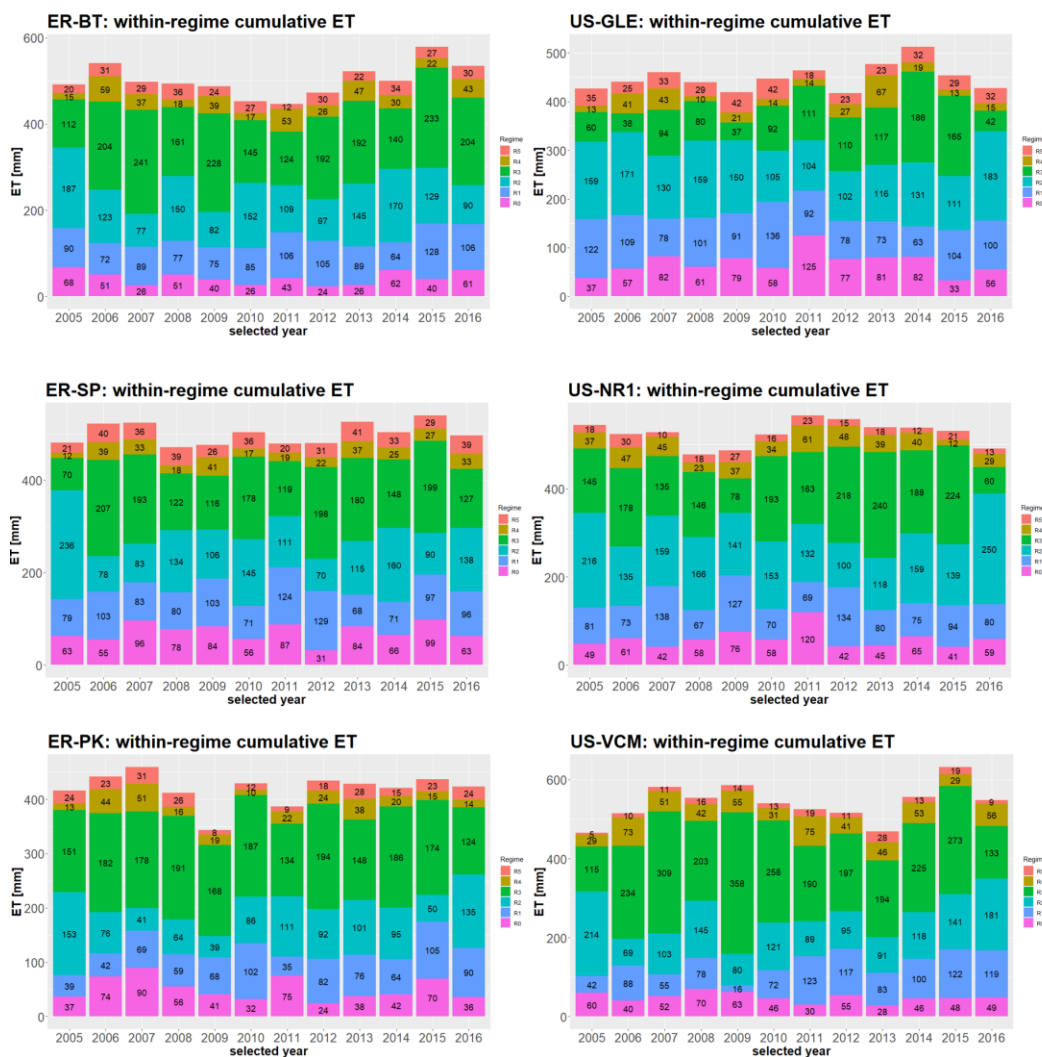 ER-BT: within-regime cumulative ET
ET [mm]
600
400
200
0
20 31 29 36 24 27 12 30 22 34 27 30
15 59 37 18 39 17 53 26 47 30 22 43
112 204 241 161 228 145 124 192 192 140 233 204
187 123 77 150 82 152 109 97 145 170 129 90
90 72 89 77 75 85 106 105 89 64 128 106
68 51 26 51 40 26 43 24 26 62 40 61
2005 2006 2007 2008 2009 2010 2011 2012 2013 2014 2015 2016
selected year
Regime
R5
R4
R3
R2
R1
R0
US-GLE: within-regime cumulative ET
ET [mm]
500
400
300
200
100
0
35 25 33 29 42 42 18 23 23 32 29 32
13 41 43 10 21 14 14 27 67 19 13 15
60 38 94 80 37 92 111 110 117 186 165 42
159 171 130 159 150 105 104 102 116 131 111 183
122 109 78 101 91 136 92 78 73 63 104 100
37 57 82 61 79 58 125 77 81 82 33 56
2005 2006 2007 2008 2009 2010 2011 2012 2013 2014 2015 2016
selected year
Regime
R5
R4
R3
R2
R1
R0
ER-SP: within-regime cumulative ET
ET [mm]
400
200
0
21 40 36 39 26 36 20 31 41 33 29 39
12 39 33 18 41 17 19 22 37 25 27 33
70 207 193 122 116 178 119 198 180 148 199 127
236 78 83 134 106 145 111 70 115 160 90 138
79 103 83 80 103 71 124 129 68 71 97 96
63 55 96 78 84 56 87 31 84 66 99 63
2005 2006 2007 2008 2009 2010 2011 2012 2013 2014 2015 2016
selected year
Regime
R5
R4
R3
R2
R1
R0
US-NR1: within-regime cumulative ET
ET [mm]
400
200
0
18 30 10 18 27 16 23 15 18 12 21 13
37 47 45 23 37 34 61 48 39 40 12 29
145 178 135 146 78 193 163 218 240 188 224 60
216 135 159 166 141 153 132 100 118 159 139 250
81 73 138 67 127 70 69 134 80 75 94 80
49 61 42 58 76 58 120 42 45 65 41 59
2005 2006 2007 2008 2009 2010 2011 2012 2013 2014 2015 2016
selected year
Regime
R5
R4
R3
R2
R1
R0
ER-PK: within-regime cumulative ET
ET [mm]
400
300
200
100
0
24 23 31 26 8 12 9 18 28 15 23 24
13 44 51 16 19 10 22 24 38 20 15 14
151 182 178 191 168 187 134 194 148 186 174 124
153 76 41 64 39 86 111 92 101 95 50 135
39 42 69 59 68 102 35 82 76 64 105 90
37 74 90 56 41 32 75 24 38 42 70 36
2005 2006 2007 2008 2009 2010 2011 2012 2013 2014 2015 2016
selected year
Regime
R5
R4
R3
R2
R1
R0
US-VCM: within-regime cumulative ET
ET [mm]
600
400
200
0
5 10 11 16 14 13 19 11 28 13 19 9
29 73 51 42 55 31 75 41 46 53 29 56
115 234 309 203 358 258 190 197 194 225 273 133
214 69 103 145 80 121 89 95 91 118 141 181
42 88 55 78 16 72 123 117 83 100 122 119
60 40 52 70 63 46 30 55 28 46 48 49
2005 2006 2007 2008 2009 2010 2011 2012 2013 2014 2015 2016
selected year
Regime
R5
R4
R3
R2
R1
R0